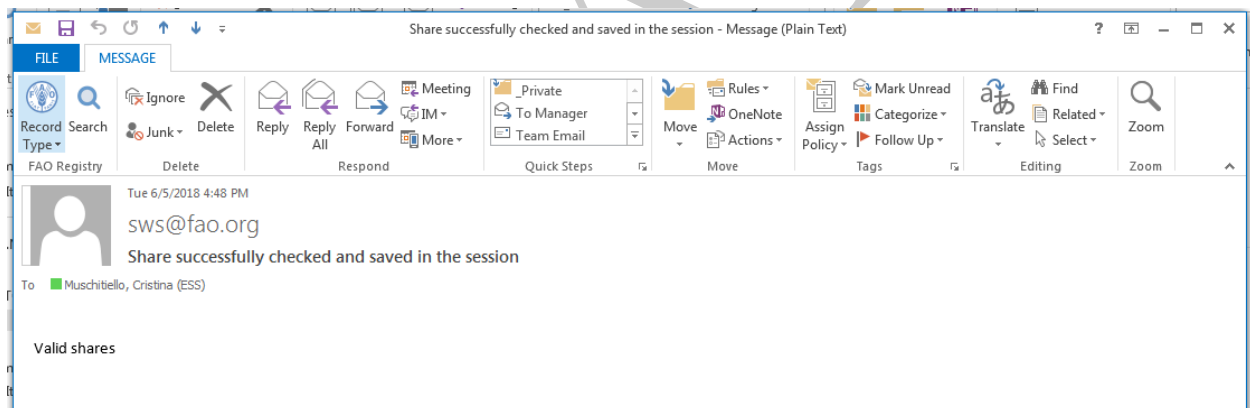 Share successfully checked and saved in the session - Message (Plain Text)
?
FILE MESSAGE
Record Type
Search
FAO Registry
Ignore
Junk
Delete
Delete
Reply
Reply All
Forward
Meeting
IM
More
Respond
_Private
To Manager
Team Email
Quick Steps
Move
Rules
OneNote
Actions
Move
Assign Policy
Mark Unread
Categorize
Follow Up
Tags
Translate
Find
Related
Select
Editing
Zoom
Zoom
Tue 6/5/2018 4:48 PM
sws@fao.org
Share successfully checked and saved in the session
To Muschitiello, Cristina (ESS)
Valid shares